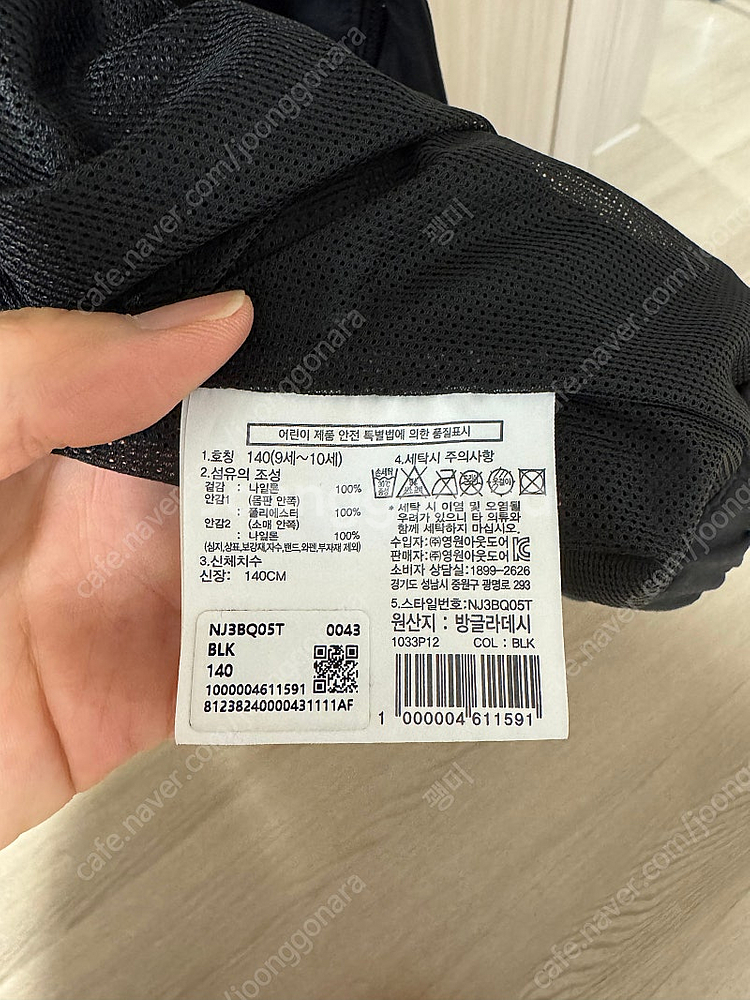 어린이 제품 안전 특별법에 의한 품질표시
1.호칭 140(9세~10세)
2.섬유의 조성
겉감 : 나일론 100%
안감1 (몸판 안쪽)
: 폴리에스터 100%
안감2 (소매 안쪽)
: 나일론 100%
(심지,상표,보강재,자수,밴드,와펜,부자재 제외)
3.신체치수
신장: 140CM
4.세탁시 주의사항
손세탁
* 세탁 시 이염 및 오염될
우려가 있으니 타 의류와
함께 세탁하지 마십시오.
수입자:㈜영원아웃도어
판매자:㈜영원아웃도어
소비자 상담실:1899-2626
경기도 성남시 중원구 광명로 293
5.스타일번호:NJ3BQ05T
원산지 : 방글라데시
1033P12 COL : BLK
1 000004 611591
NJ3BQ05T 0043
BLK
140
1000004611591
81238240000431111AF
cafe.naver.com/joonggonara
팽미